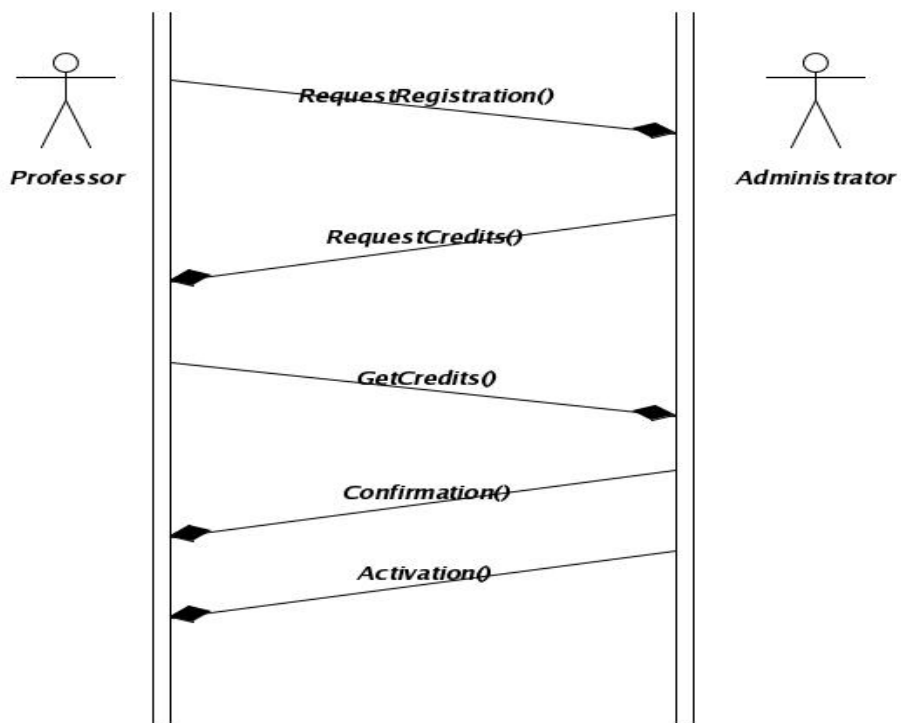 RequestRegistration()
Professor
Administrator
RequestCredits()
GetCredits()
Confirmation()
Activation()